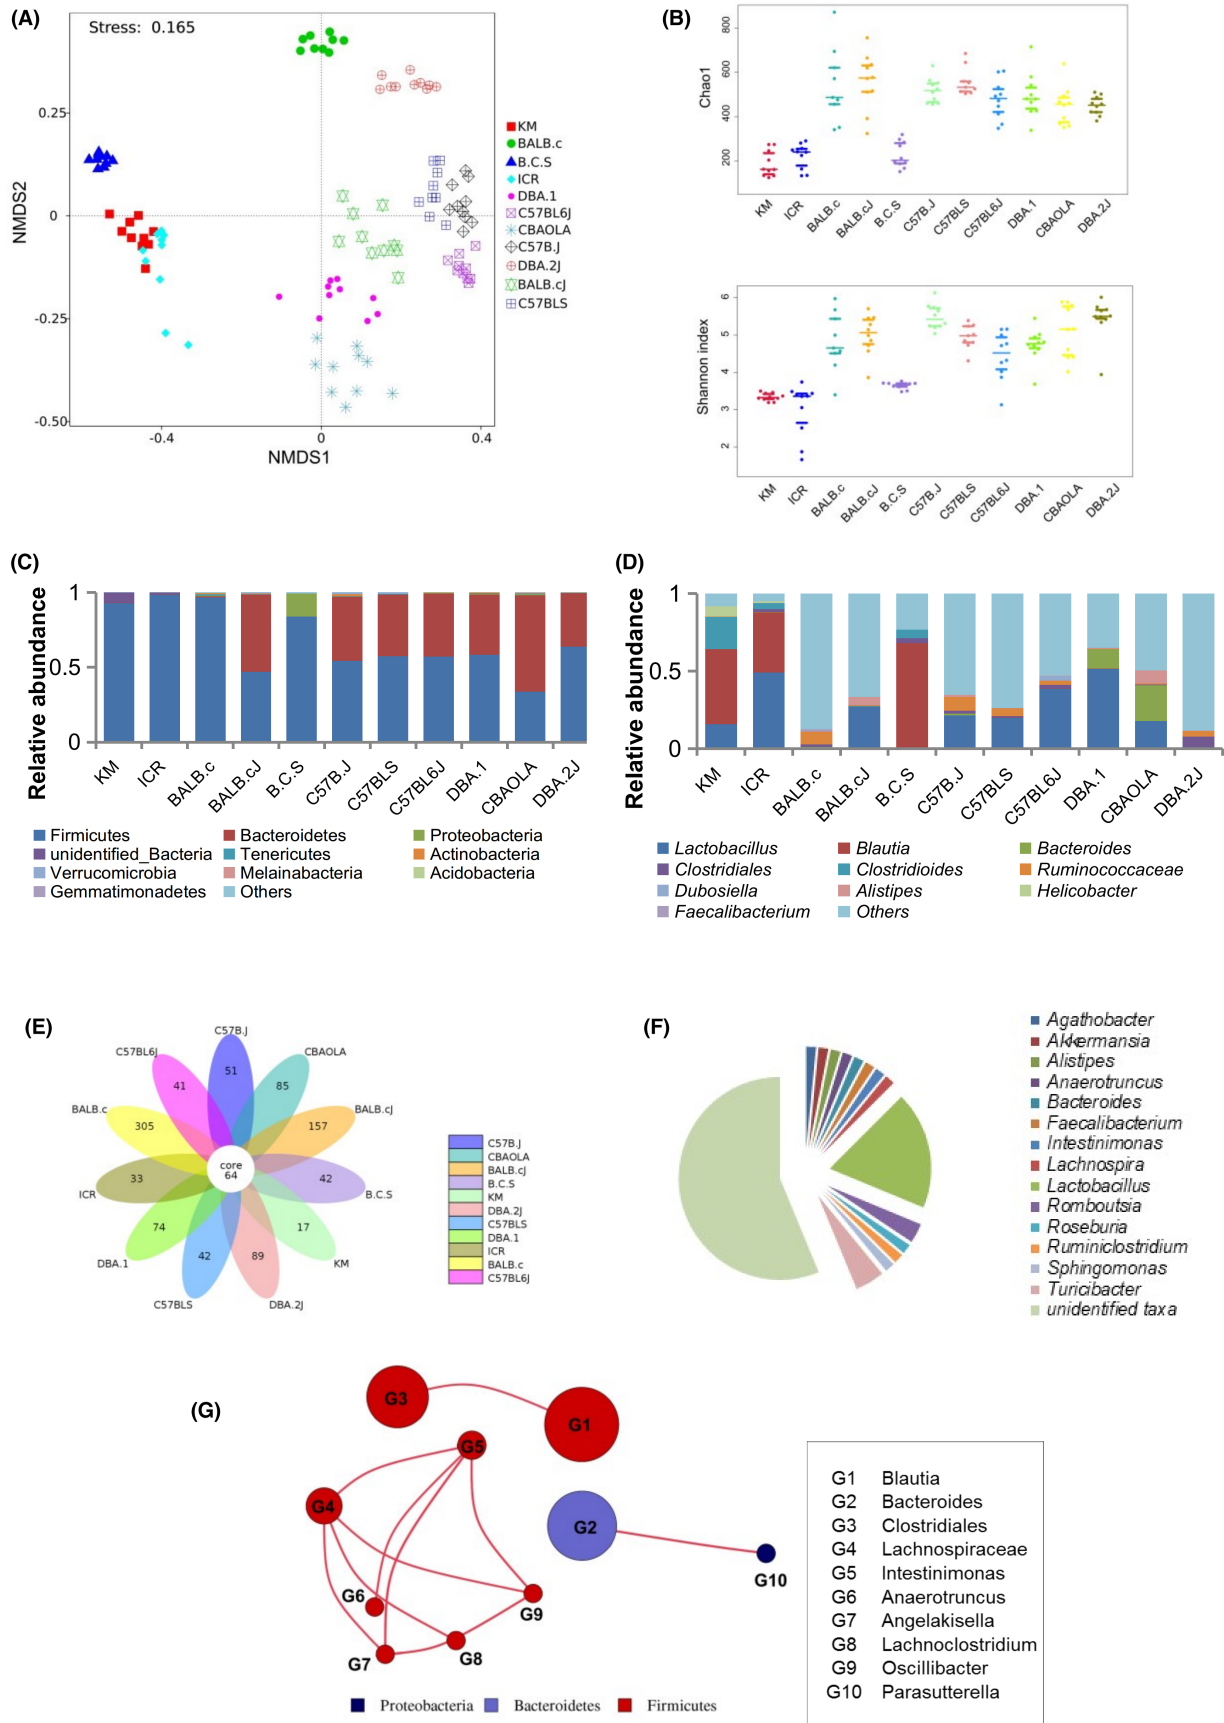 (A)
Stress: 0.165
NMDS2
0.25
0
-0.25
-0.50
-0.4
0
0.4
NMDS1
KM
BALB.c
B.C.S
ICR
DBA.1
C57BL6J
CBAOLA
C57B.J
DBA.2J
BALB.cJ
C57BLS
(B)
Chao1
800
600
400
200
KM
ICR
BALB.c
BALB.cJ
B.C.S
C57B.J
C57BLS
C57BL6J
DBA.1
CBAOLA
DBA.2J
Shannon index
6
5
4
3
2
KM
ICR
BALB.c
BALB.cJ
B.C.S
C57B.J
C57BLS
C57BL6J
DBA.1
CBAOLA
DBA.2J
(C)
Relative abundance
1
0.5
0
KM
ICR
BALB.c
BALB.cJ
B.C.S
C57B.J
C57BLS
C57BL6J
DBA.1
CBAOLA
DBA.2J
Firmicutes
Bacteroidetes
Proteobacteria
unidentified_Bacteria
Tenericutes
Actinobacteria
Verrucomicrobia
Melainabacteria
Acidobacteria
Gemmatimonadetes
Others
(D)
Relative abundance
1
0.5
0
KM
ICR
BALB.c
BALB.cJ
B.C.S
C57B.J
C57BLS
C57BL6J
DBA.1
CBAOLA
DBA.2J
Lactobacillus
Blautia
Bacteroides
Clostridiales
Clostridioides
Ruminococcaceae
Dubosiella
Alistipes
Helicobacter
Faecalibacterium
Others
(E)
C57B.J
C57BL6J
CBAOLA
BALB.c
BALB.cJ
ICR
B.C.S
DBA.1
KM
C57BLS
DBA.2J
51
41
85
305
157
core
64
33
42
74
17
42
89
C57B.J
CBAOLA
BALB.cJ
B.C.S
KM
DBA.2J
C57BLS
DBA.1
ICR
BALB.c
C57BL6J
(F)
Agathobacter
Akkermansia
Alistipes
Anaerotruncus
Bacteroides
Faecalibacterium
Intestinimonas
Lachnospira
Lactobacillus
Romboutsia
Roseburia
Ruminiclostridium
Sphingomonas
Turicibacter
unidentified taxa
(G)
G3
G1
G5
G4
G2
G10
G6
G9
G7
G8
Proteobacteria
Bacteroidetes
Firmicutes
G1 Blautia
G2 Bacteroides
G3 Clostridiales
G4 Lachnospiraceae
G5 Intestinimonas
G6 Anaerotruncus
G7 Angelakisella
G8 Lachnoclostridium
G9 Oscillibacter
G10 Parasutterella